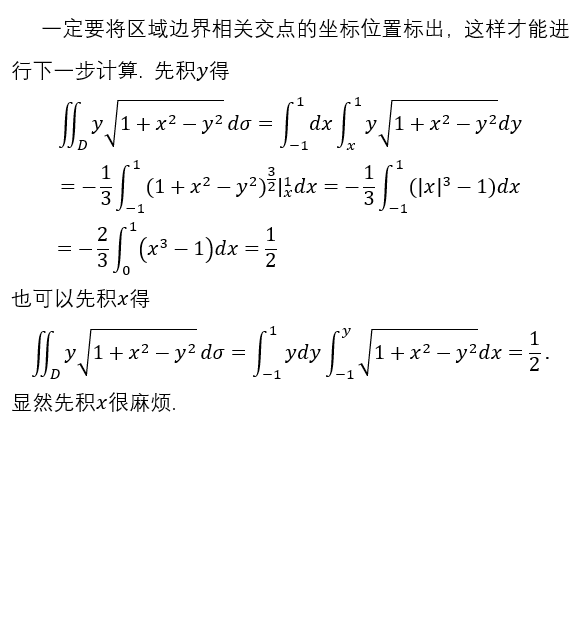 一定要将区域边界相关交点的坐标位置标出, 这样才能进
行下一步计算. 先积y得
∬_D y√(1 + x² − y²) dσ = ∫_{−1}^{1} dx ∫_{x}^{1} y√(1 + x² − y²)dy
= −1/3 ∫_{−1}^{1} (1 + x² − y²)^{3/2}|_{x}^{1}dx = −1/3 ∫_{−1}^{1} (|x|³ − 1)dx
= −2/3 ∫_{0}^{1} (x³ − 1)dx = 1/2
也可以先积x得
∬_D y√(1 + x² − y²) dσ = ∫_{−1}^{1} ydy ∫_{−1}^{y} √(1 + x² − y²)dx = 1/2.
显然先积x很麻烦.